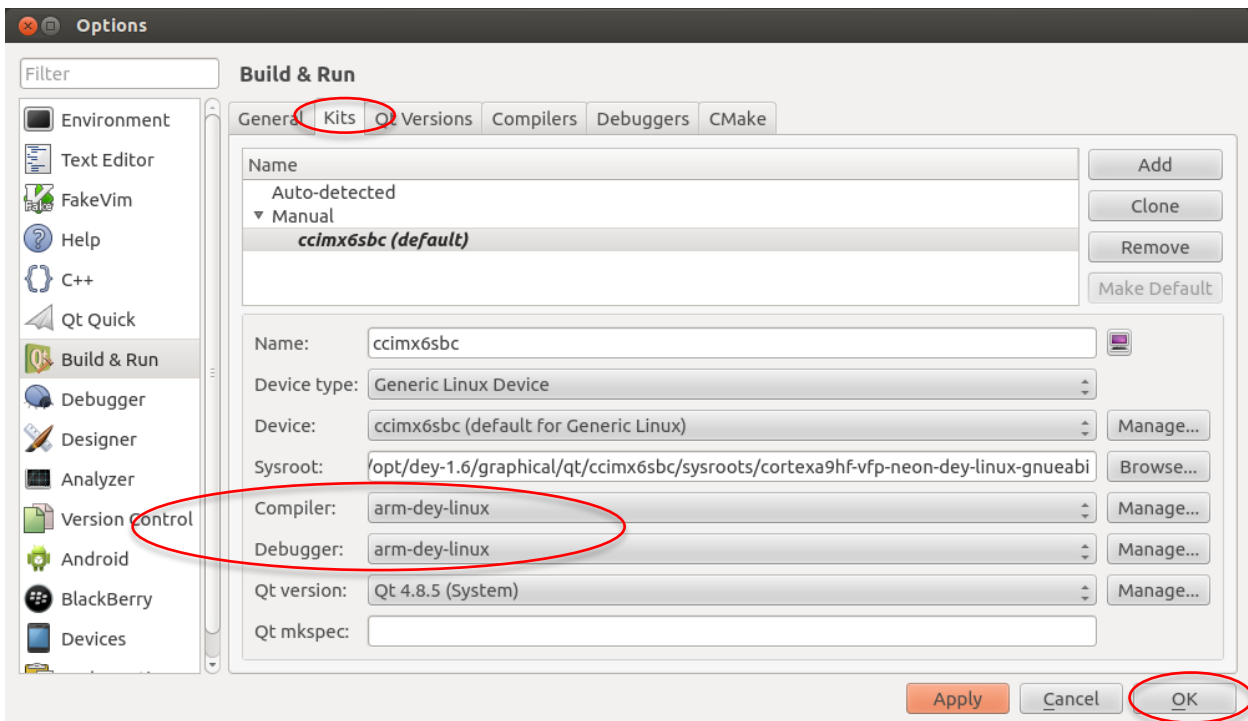 Options
Filter
Environment
Text Editor
FakeVim
Help
C++
Qt Quick
Build & Run
Debugger
Designer
Analyzer
Version Control
Android
BlackBerry
Devices
Build & Run
General Kits Qt Versions Compilers Debuggers CMake
Name
Auto-detected
Manual
ccimx6sbc (default)
Add
Clone
Remove
Make Default
Name: ccimx6sbc
Device type: Generic Linux Device
Device: ccimx6sbc (default for Generic Linux) Manage...
Sysroot: /opt/dey-1.6/graphical/qt/ccimx6sbc/sysroots/cortexa9hf-vfp-neon-dey-linux-gnueabi Browse...
Compiler: arm-dey-linux Manage...
Debugger: arm-dey-linux Manage...
Qt version: Qt 4.8.5 (System) Manage...
Qt mkspec:
Apply Cancel OK